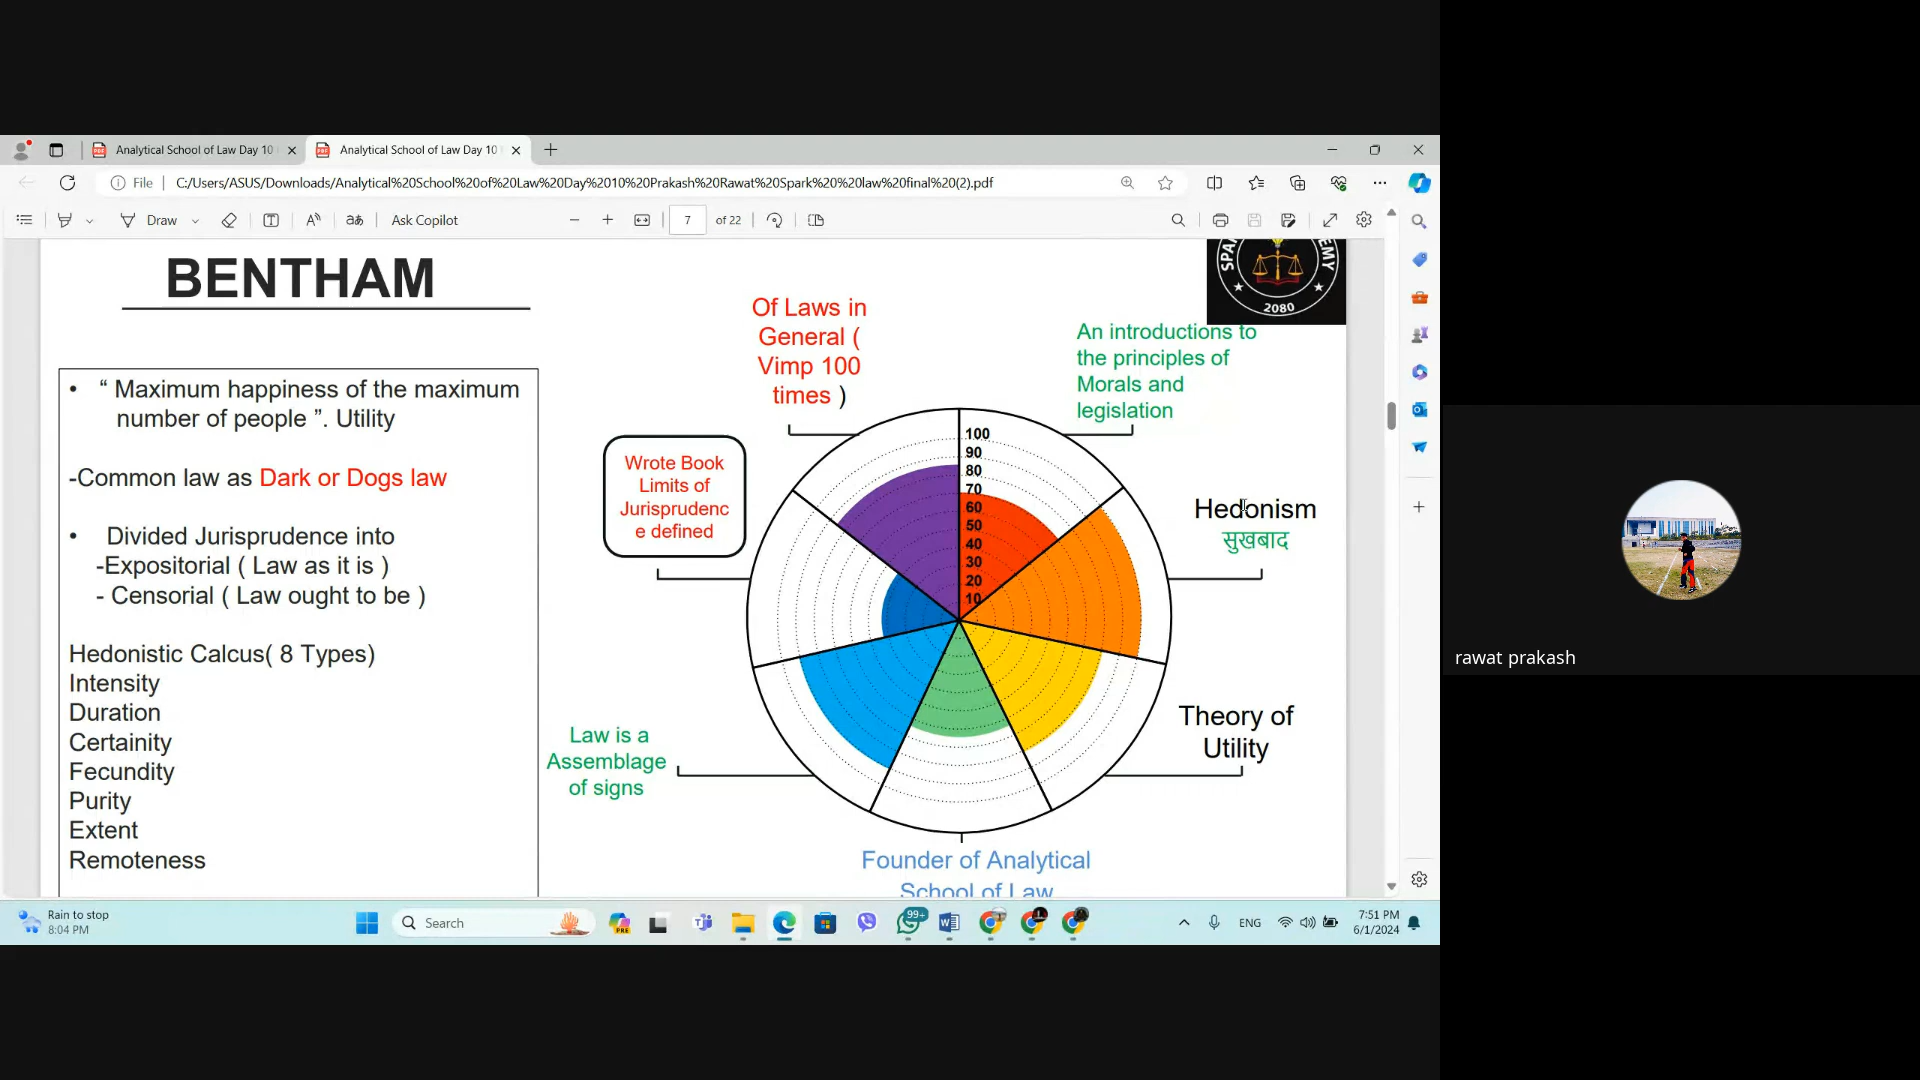 Analytical School of Law Day 10
Analytical School of Law Day 10
File
C:/Users/ASUS/Downloads/Analytical%20School%20of%20Law%20Day%2010%20Prakash%20Rawat%20Spark%20%20law%20final%20(2).pdf
Draw
Ask Copilot
7
of 22
BENTHAM
“ Maximum happiness of the maximum
number of people ”. Utility
-Common law as Dark or Dogs law
Divided Jurisprudence into
-Expositorial ( Law as it is )
- Censorial ( Law ought to be )
Hedonistic Calcus( 8 Types)
Intensity
Duration
Certainity
Fecundity
Purity
Extent
Remoteness
Of Laws in
General (
Vimp 100
times )
An introductions to
the principles of
Morals and
legislation
2080
Wrote Book
Limits of
Jurisprudenc
e defined
100
90
80
70
60
50
40
30
20
10
Hedonism
सुखबाद
Theory of
Utility
Law is a
Assemblage
of signs
Founder of Analytical
School of Law
rawat prakash
Rain to stop
8:04 PM
Search
PRE
99+
ENG
7:51 PM
6/1/2024